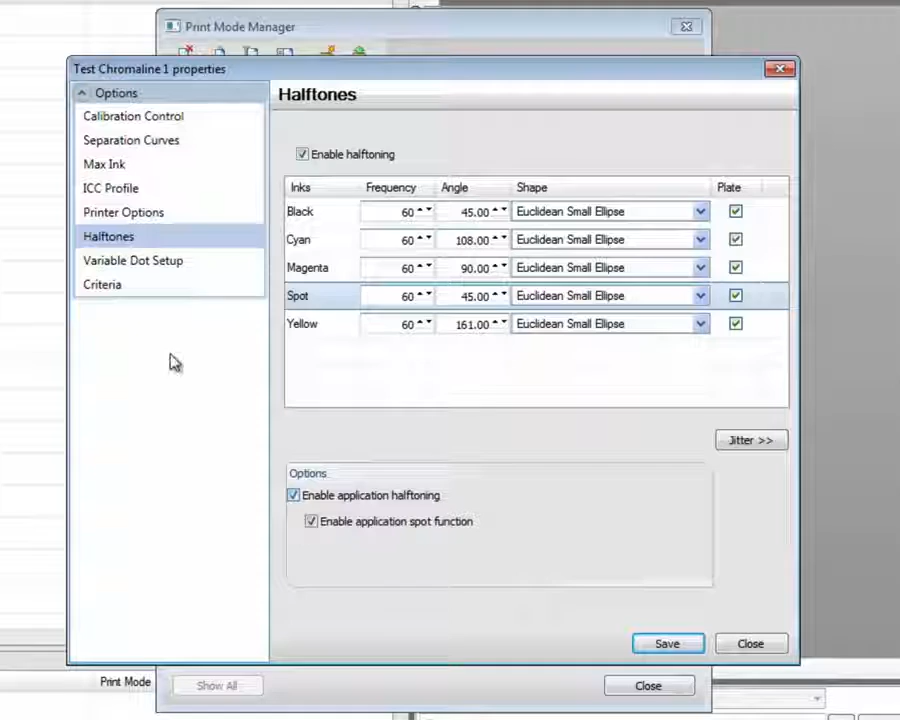 Print Mode Manager
Test Chromaline 1 properties
Options
Calibration Control
Separation Curves
Max Ink
ICC Profile
Printer Options
Halftones
Variable Dot Setup
Criteria
Halftones
Enable halftoning
Inks Frequency Angle Shape Plate
Black 60 45.00 Euclidean Small Ellipse
Cyan 60 108.00 Euclidean Small Ellipse
Magenta 60 90.00 Euclidean Small Ellipse
Spot 60 45.00 Euclidean Small Ellipse
Yellow 60 161.00 Euclidean Small Ellipse
Jitter >>
Options
Enable application halftoning
Enable application spot function
Save Close
Print Mode Show All Close